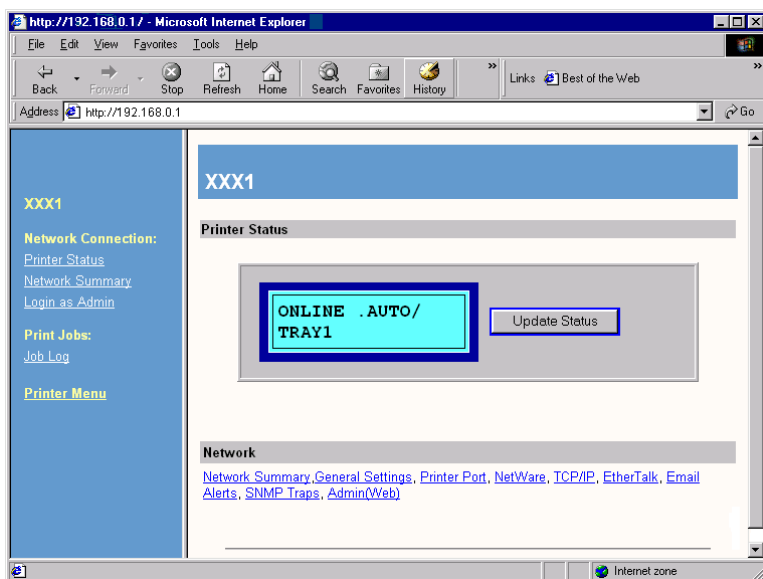 http://192.168.0.1/ - Microsoft Internet Explorer
File Edit View Favorites Tools Help
Back Forward Stop Refresh Home Search Favorites History » Links Best of the Web »
Address http://192.168.0.1 Go
XXX1
Network Connection:
Printer Status
Network Summary
Login as Admin
Print Jobs:
Job Log
Printer Menu
XXX1
Printer Status
ONLINE .AUTO/
TRAY1
Update Status
Network
Network Summary,General Settings, Printer Port, NetWare, TCP/IP, EtherTalk, Email
Alerts, SNMP Traps, Admin(Web)
Internet zone